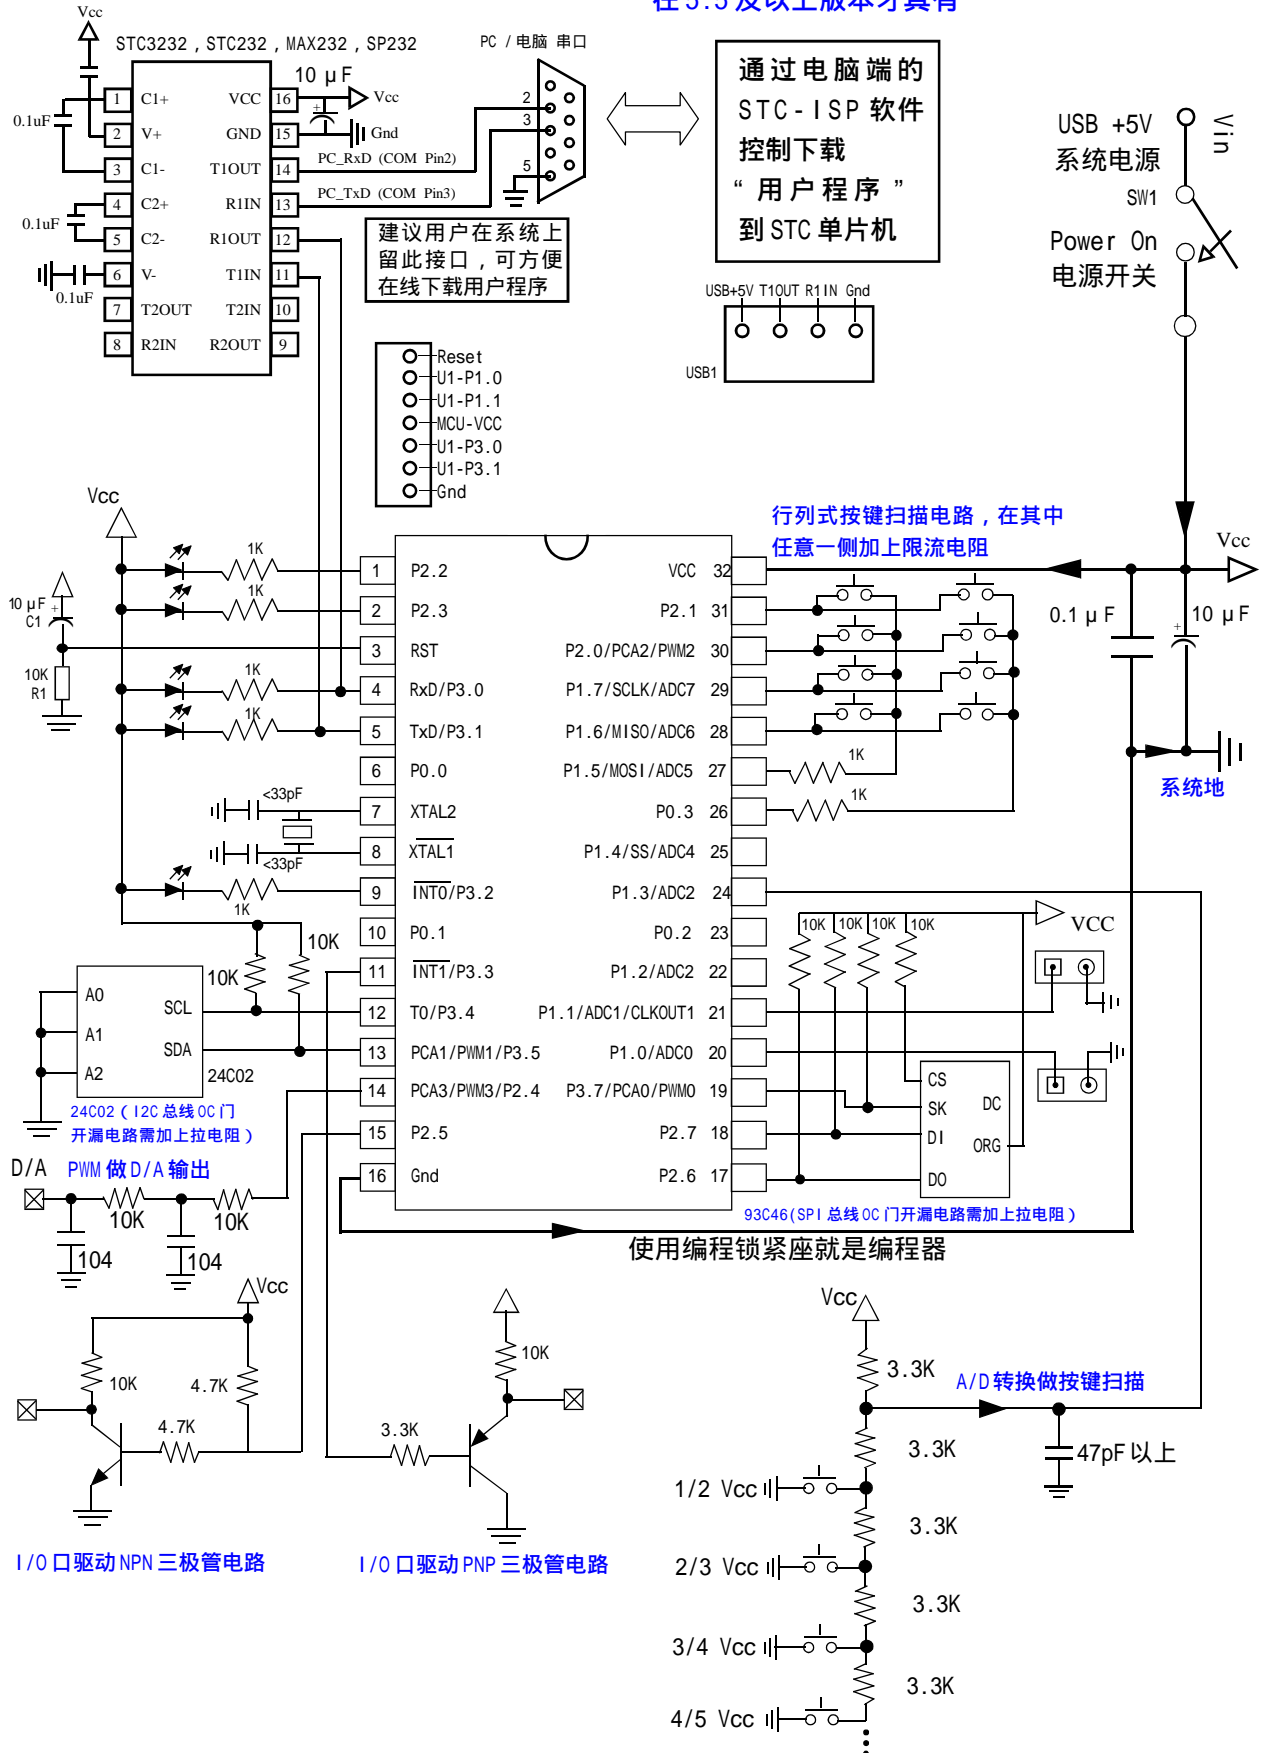 在 5.5 及以上版本才具有
Vcc
STC3232 , STC232 , MAX232 , SP232
PC / 电脑 串口
10 μF
Vcc
Gnd
0.1uF
0.1uF
0.1uF
1 C1+ VCC 16
2 V+ GND 15
3 C1- T1OUT 14
4 C2+ R1IN 13
5 C2- R1OUT 12
6 V- T1IN 11
7 T2OUT T2IN 10
8 R2IN R2OUT 9
PC_RxD (COM Pin2)
PC_TxD (COM Pin3)
2
3
5
建议用户在系统上
留此接口，可方便
在线下载用户程序
通过电脑端的
STC-ISP 软件
控制下载
“用户程序”
到 STC 单片机
USB +5V
系统电源
Vin
SW1
Power On
电源开关
USB+5V T1OUT R1IN Gnd
USB1
Reset
U1-P1.0
U1-P1.1
MCU-VCC
U1-P3.0
U1-P3.1
Gnd
行列式按键扫描电路，在其中
任意一侧加上限流电阻
Vcc
Vcc
0.1 μF
10 μF
+
系统地
10 μF +
C1
10K
R1
1K
1K
1K
1K
1K
<33pF
<33pF
1K
1K
1 P2.2 VCC 32
2 P2.3 P2.1 31
3 RST P2.0/PCA2/PWM2 30
4 RxD/P3.0 P1.7/SCLK/ADC7 29
5 TxD/P3.1 P1.6/MISO/ADC6 28
6 P0.0 P1.5/MOSI/ADC5 27
7 XTAL2 P0.3 26
8 XTAL1 P1.4/SS/ADC4 25
9 INT0/P3.2 P1.3/ADC2 24
10 P0.1 P0.2 23
11 INT1/P3.3 P1.2/ADC2 22
12 T0/P3.4 P1.1/ADC1/CLKOUT1 21
13 PCA1/PWM1/P3.5 P1.0/ADC0 20
14 PCA3/PWM3/P2.4 P3.7/PCA0/PWM0 19
15 P2.5 P2.7 18
16 Gnd P2.6 17
10K
10K
10K 10K 10K 10K
VCC
A0
A1
A2
SCL
SDA
24C02
24C02（I2C 总线 OC 门
开漏电路需加上拉电阻）
CS
SK
DI
DO
DC
ORG
93C46(SPI 总线 OC 门开漏电路需加上拉电阻）
使用编程锁紧座就是编程器
D/A PWM 做 D/A 输出
10K 10K
104 104
Vcc
10K
4.7K
4.7K
I/O 口驱动 NPN 三极管电路
10K
3.3K
I/O 口驱动 PNP 三极管电路
Vcc
3.3K
A/D 转换做按键扫描
3.3K
47pF 以上
1/2 Vcc
3.3K
2/3 Vcc
3.3K
3/4 Vcc
3.3K
4/5 Vcc